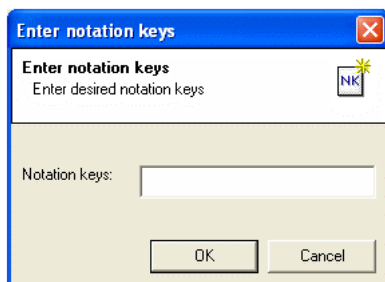 Enter notation keys
Enter notation keys
Enter desired notation keys
NK
Notation keys:
OK Cancel